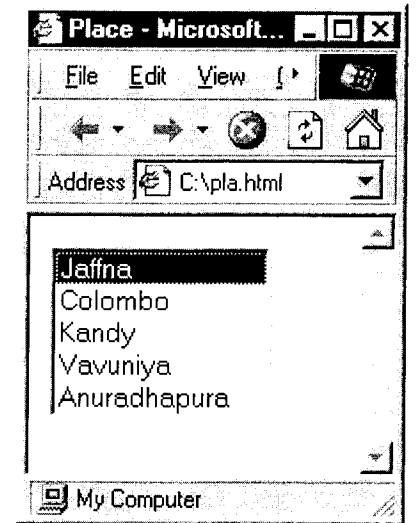 Place - Microsoft...
File Edit View
Address C:\pla.html
Jaffna
Colombo
Kandy
Vavuniya
Anuradhapura
My Computer